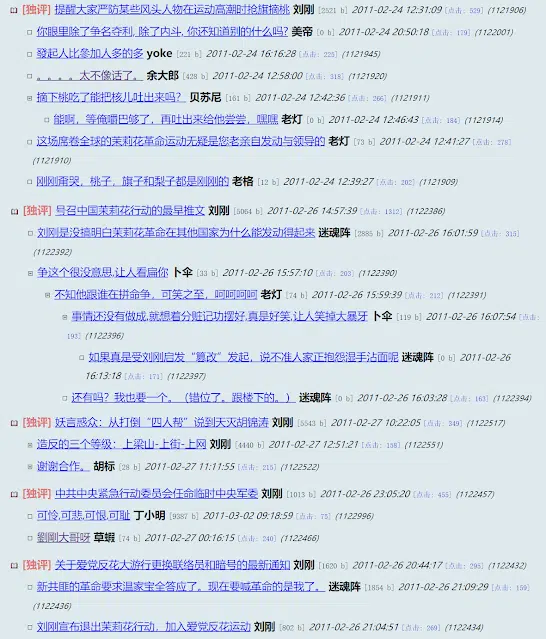 [独评] 提醒大家严防某些风头人物在运动高潮时抢旗摘桃 刘刚 [2521 b] 2011-02-24 12:31:09 [点击: 529] (1121906)
你眼里除了争名夺利, 除了内斗, 你还知道别的什么吗? 美帝 [0 b] 2011-02-24 20:50:18 [点击: 179] (1122001)
發起人比參加人多的多 yoke [221 b] 2011-02-24 16:16:28 [点击: 225] (1121945)
。。。。太不像话了。 余大郎 [428 b] 2011-02-24 12:58:00 [点击: 318] (1121920)
摘下桃吃了能把核儿吐出来吗? 贝苏尼 [161 b] 2011-02-24 12:42:36 [点击: 266] (1121911)
能啊，等俺嚼巴够了，再吐出来给他尝尝，嘿嘿 老灯 [0 b] 2011-02-24 12:46:43 [点击: 184] (1121914)
这场席卷全球的茉莉花革命运动无疑是您老亲自发动与领导的 老灯 [73 b] 2011-02-24 12:41:27 [点击: 278]
(1121910)
刚刚甭哭，桃子，旗子和梨子都是刚刚的 老格 [12 b] 2011-02-24 12:39:27 [点击: 202] (1121909)
[独评] 号召中国茉莉花行动的最早推文 刘刚 [5064 b] 2011-02-26 14:57:39 [点击: 1312] (1122386)
刘刚是没搞明白茉莉花革命在其他国家为什么能发动得起来 迷魂阵 [2885 b] 2011-02-26 16:01:59 [点击: 315]
(1122392)
争这个很没意思,让人看扁你 卜伞 [33 b] 2011-02-26 15:57:10 [点击: 203] (1122390)
不知他跟谁在拼命争，可笑之至，呵呵呵呵 老灯 [74 b] 2011-02-26 15:59:39 [点击: 212] (1122391)
事情还没有做成,就想着分赃记功摆好,真是好笑,让人笑掉大暴牙 卜伞 [119 b] 2011-02-26 16:07:54 [点击:
193] (1122396)
如果真是受刘刚启发“篡改”发起，说不准人家正抱怨湿手沾面呢 迷魂阵 [0 b] 2011-02-26
16:13:18 [点击: 171] (1122397)
还有吗? 我也要一个。（错位了。跟楼下的。） 迷魂阵 [0 b] 2011-02-26 16:03:28 [点击: 163] (1122394)
[独评] 妖言惑众：从打倒“四人帮”说到天灭胡锦涛 刘刚 [5543 b] 2011-02-27 10:22:05 [点击: 349] (1122517)
造反的三个等级：上梁山-上街-上网 刘刚 [4440 b] 2011-02-27 12:51:21 [点击: 158] (1122551)
谢谢合作。 胡标 [28 b] 2011-02-27 11:11:55 [点击: 215] (1122522)
[独评] 中共中央紧急行动委员会任命临时中央军委 刘刚 [1013 b] 2011-02-26 23:05:20 [点击: 455] (1122457)
可怜,可悲,可恨,可耻 丁小明 [9387 b] 2011-03-02 09:18:59 [点击: 75] (1122996)
劉剛大哥呀 草蝦 [74 b] 2011-02-27 00:16:15 [点击: 240] (1122466)
[独评] 关于爱党反花大游行更换联络员和暗号的最新通知 刘刚 [1620 b] 2011-02-26 20:44:17 [点击: 295] (1122432)
新共匪的革命要求温家宝全答应了。现在要喊革命的是我了。 迷魂阵 [1854 b] 2011-02-26 21:09:29 [点击: 159]
(1122436)
刘刚宣布退出茉莉花行动，加入爱党反花运动 刘刚 [802 b] 2011-02-26 21:04:51 [点击: 269] (1122434)